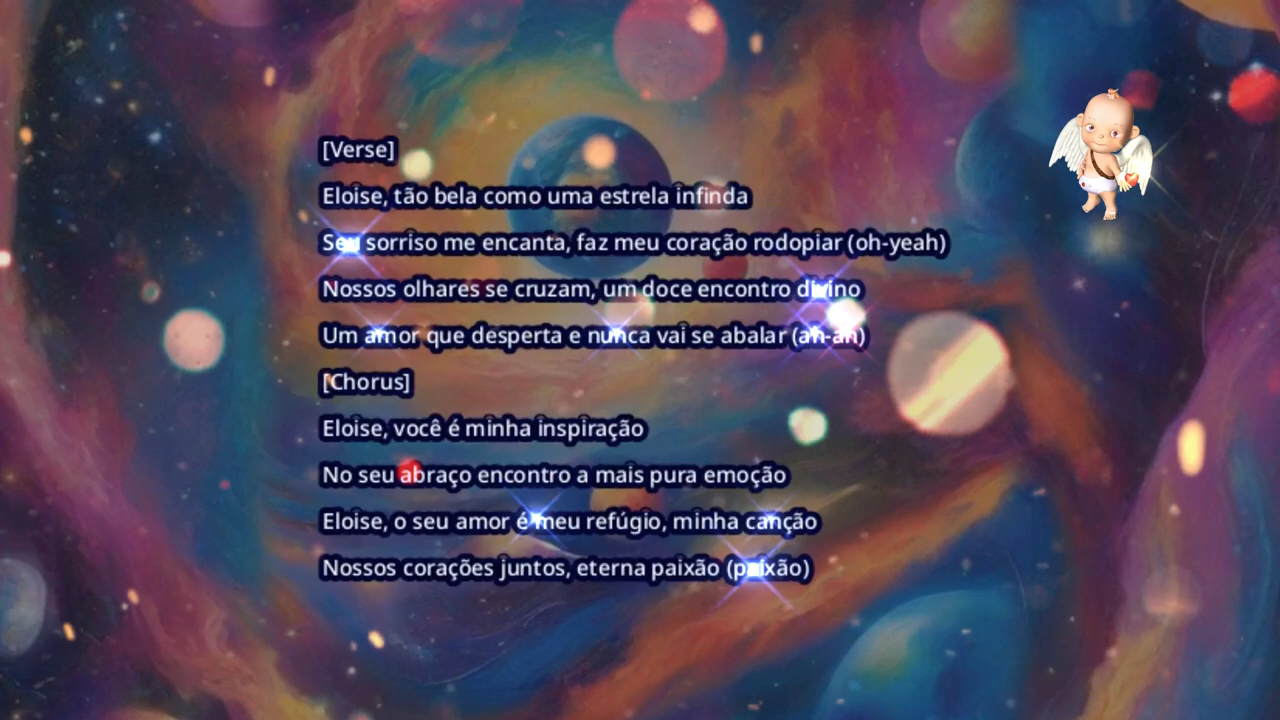 [Verse]
Eloise, tão bela como uma estrela infinda
Seu sorriso me encanta, faz meu coração rodopiar (oh-yeah)
Nossos olhares se cruzam, um doce encontro divino
Um amor que desperta e nunca vai se abalar (ah-ah)
[Chorus]
Eloise, você é minha inspiração
No seu abraço encontro a mais pura emoção
Eloise, o seu amor é meu refúgio, minha canção
Nossos corações juntos, eterna paixão (paixão)